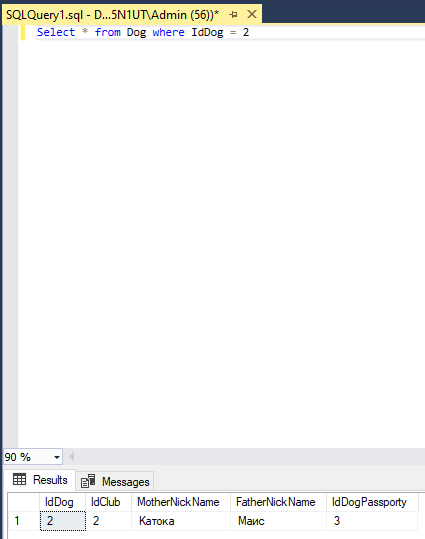 SQLQuery1.sql - D...5N1UT\Admin (56))*
Select * from Dog where IdDog = 2
90 %
Results Messages
IdDog IdClub MotherNickName FatherNickName IdDogPassporty
1 2 2 Катока Маис 3